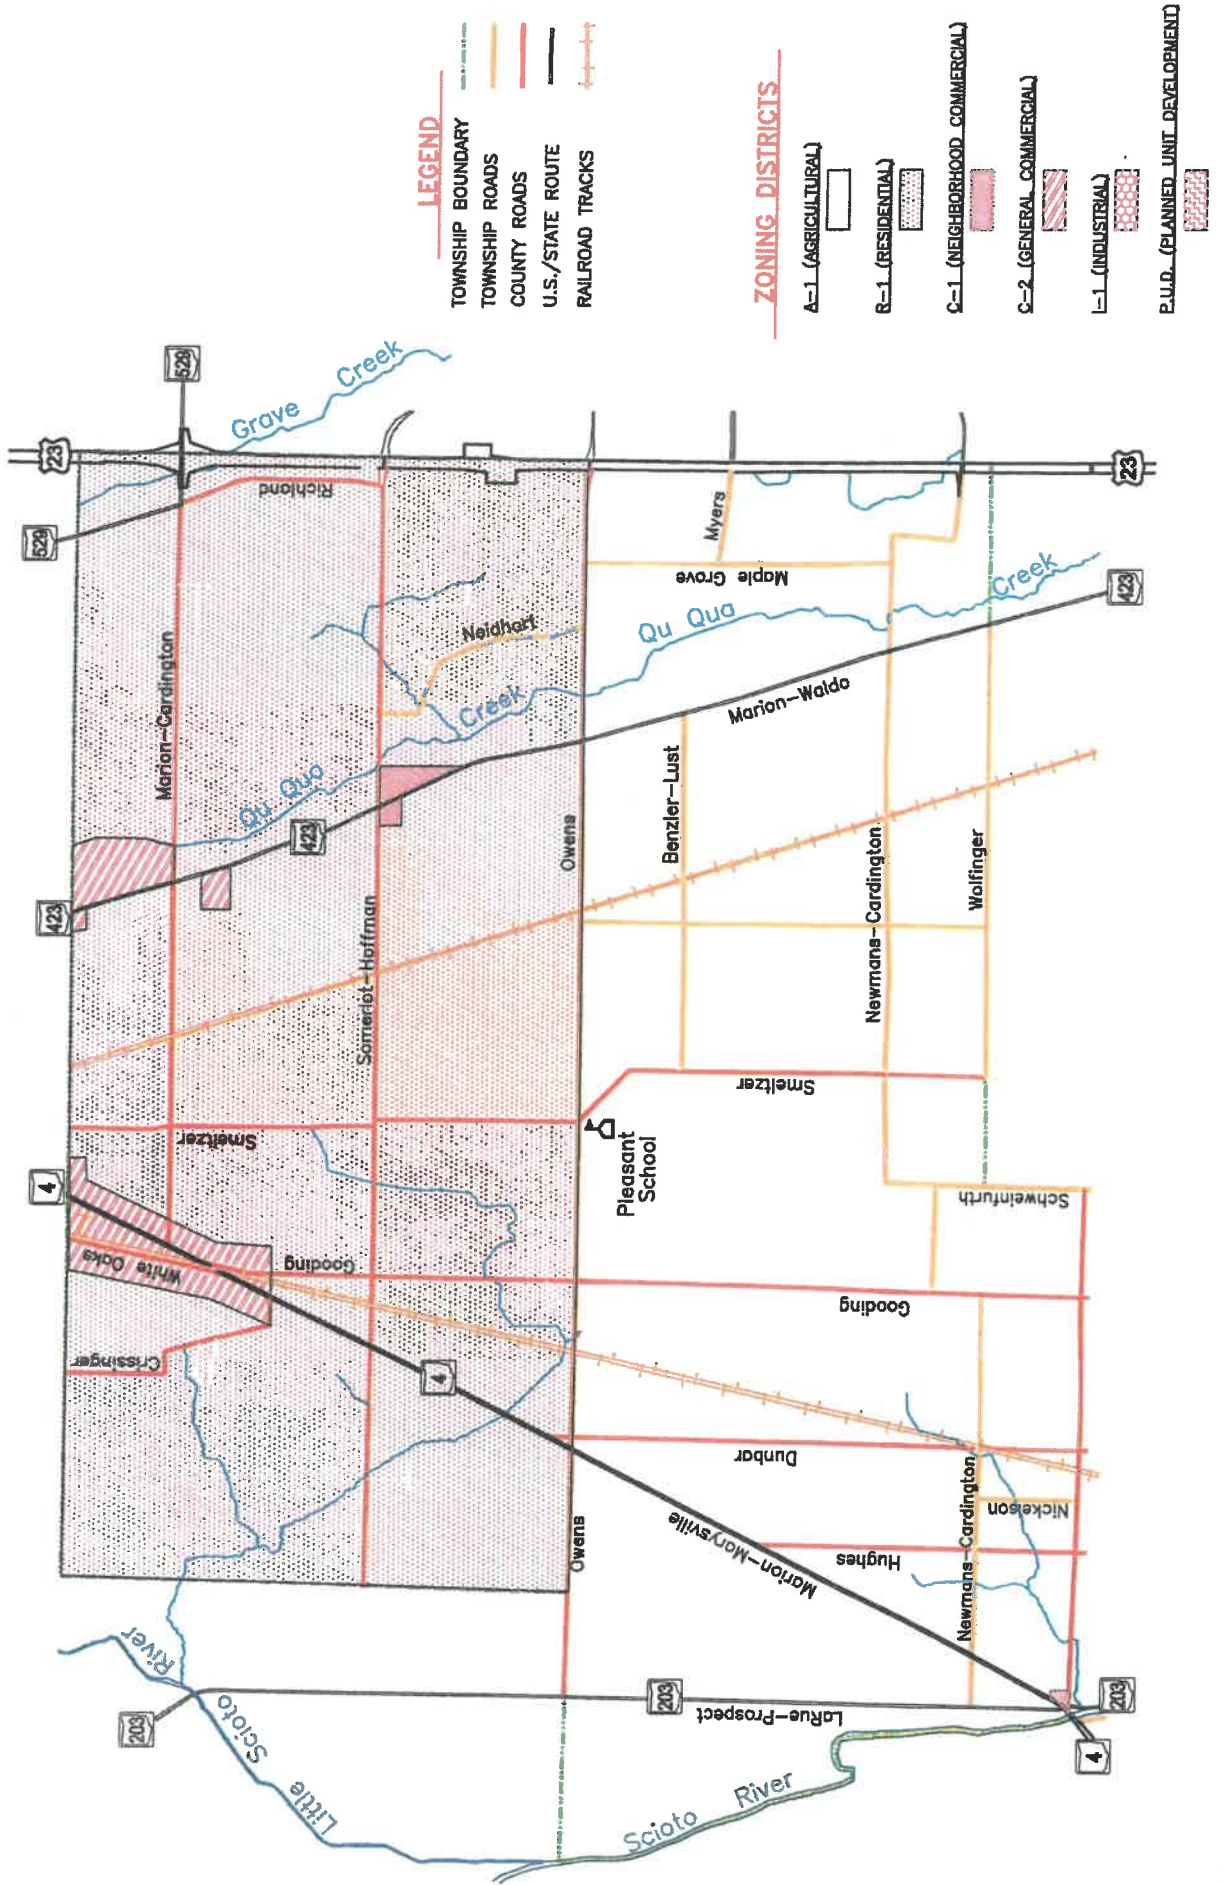 LEGEND
TOWNSHIP BOUNDARY
TOWNSHIP ROADS
COUNTY ROADS
U.S./STATE ROUTE
RAILROAD TRACKS
ZONING DISTRICTS
A-1 (AGRICULTURAL)
R-1 (RESIDENTIAL)
C-1 (NEIGHBORHOOD COMMERCIAL)
C-2 (GENERAL COMMERCIAL)
I-1 (INDUSTRIAL)
P.U.D. (PLANNED UNIT DEVELOPMENT)
23
529
529
Grave Creek
Richland
Marion-Cardington
Neidhart
Creek
Qu Qua
423
423
Somerlot-Hoffman
Owens
Myers
Maple Grove
Qu Qua
Creek
23
423
Marion-Waldo
Benzler-Lust
Newmans-Cardington
Wolfinger
Smeltzer
Smeltzer
Pleasant
School
4
White Oaks
Gooding
Gooding
Schweinfurth
Crissinger
4
Dunbar
Nickelson
Hughes
Newmans-Cardington
Marion-Marysville
Owens
River
Scioto
Little
203
203
LaRue-Prospect
203
4
Scioto River